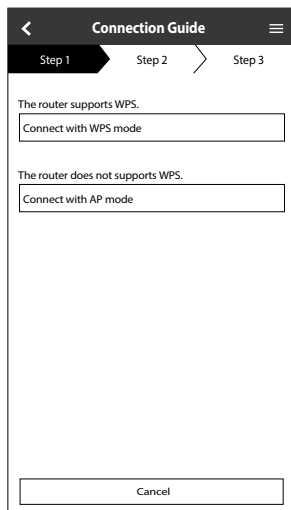 Connection Guide
Step 1 Step 2 Step 3
The router supports WPS.
Connect with WPS mode
The router does not supports WPS.
Connect with AP mode
Cancel